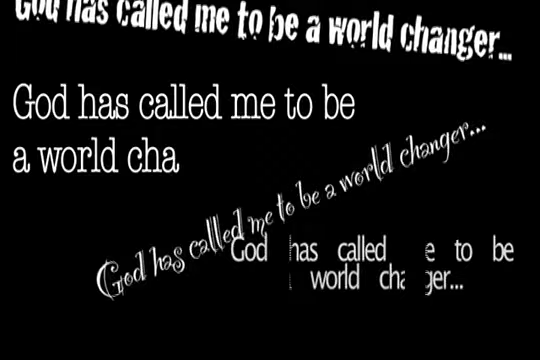 God has called me to be a world changer...
God has called me to be
a world cha
God has called me to be a world changer...
God has called e to be
world cha ger...